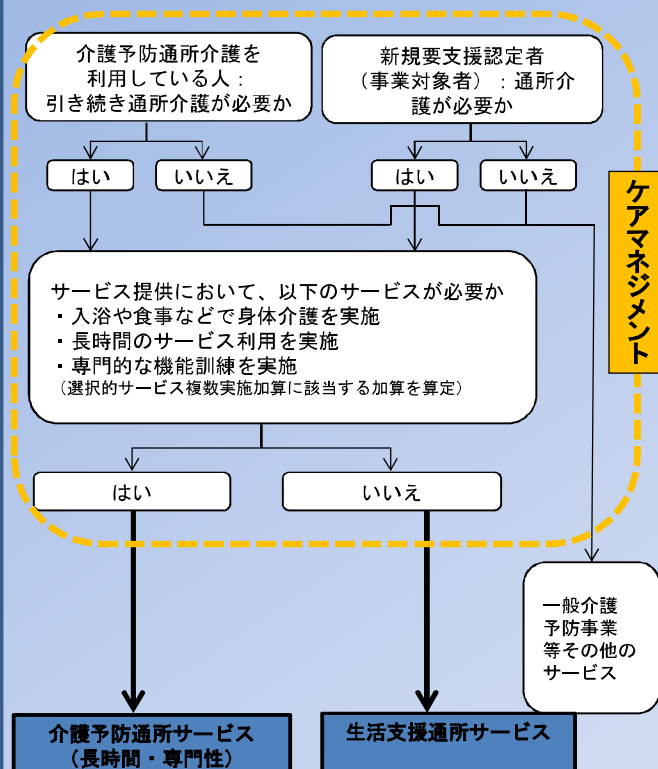 介護予防通所介護を
利用している人：
引き続き通所介護が必要か
新規要支援認定者
（事業対象者）：通所介
護が必要か
はい
いいえ
はい
いいえ
ケアマネジメント
サービス提供において、以下のサービスが必要か
・入浴や食事などで身体介護を実施
・長時間のサービス利用を実施
・専門的な機能訓練を実施
（選択的サービス複数実施加算に該当する加算を算定）
はい
いいえ
一般介護
予防事業
等その他の
サービス
介護予防通所サービス
（長時間・専門性）
生活支援通所サービス